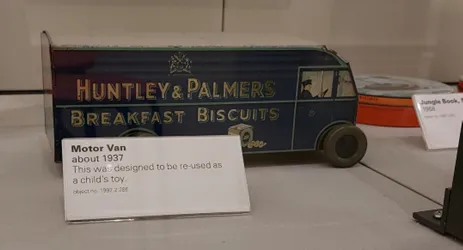 HUNTLEY & PALMERS
BREAKFAST BISCUITS
Motor Van
about 1937
This was designed to be re-used as
a child's toy.
Jungle Book,